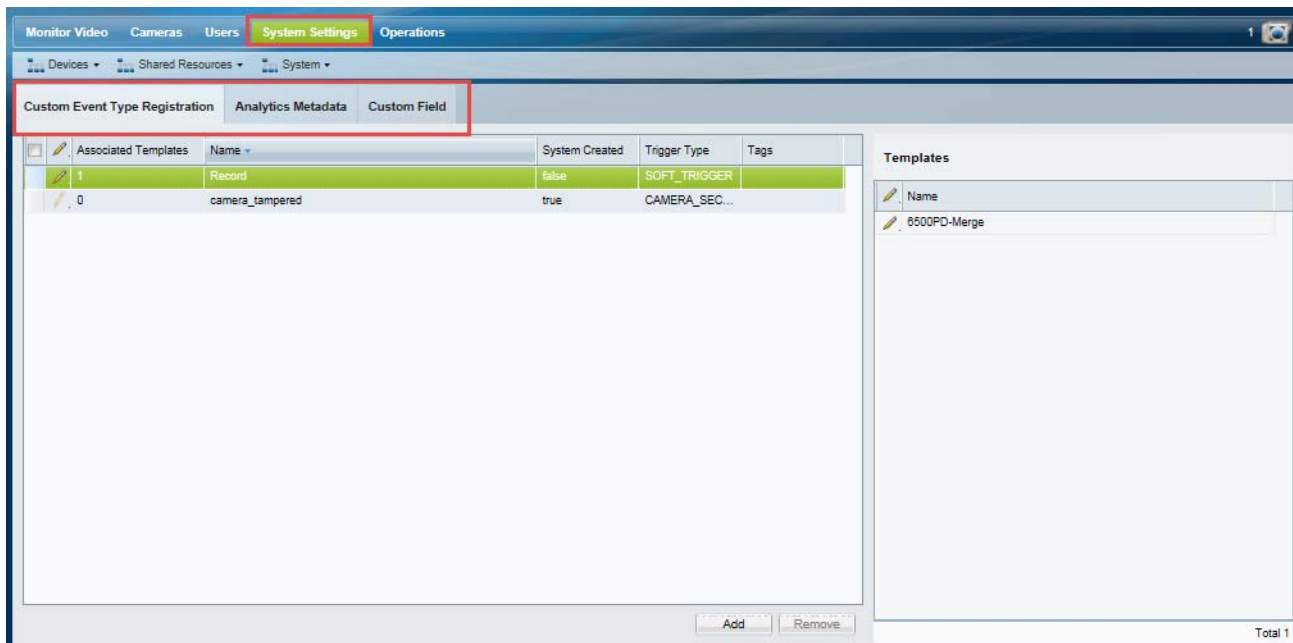 Monitor Video Cameras Users System Settings Operations 1
Devices Shared Resources System
Custom Event Type Registration Analytics Metadata Custom Field
Associated Templates Name System Created Trigger Type Tags
1 Record false SOFT_TRIGGER
0 camera_tampered true CAMERA_SEC...
Templates
Name
6500PD-Merge
Add Remove
Total 1